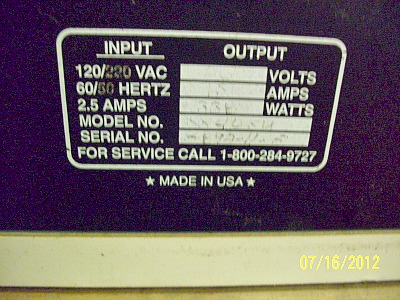 INPUT OUTPUT
120/220 VAC VOLTS
60/50 HERTZ AMPS
2.5 AMPS WATTS
MODEL NO.
SERIAL NO.
FOR SERVICE CALL 1-800-284-9727
★ MADE IN USA ★
07/16/2012